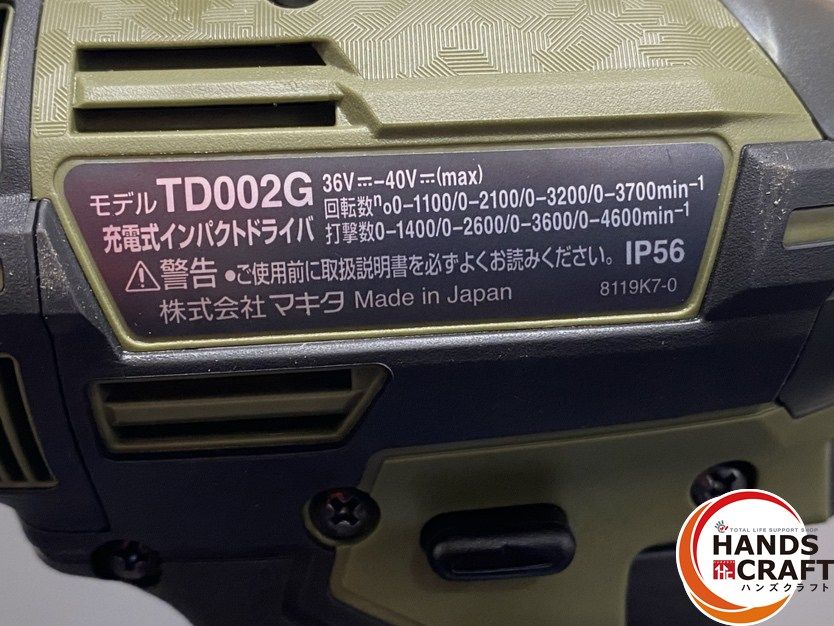 モデル TD002G 36V⎓-40V⎓(max)
回転数no0-1100/0-2100/0-3200/0-3700min-1
充電式インパクトドライバ 打撃数0-1400/0-2600/0-3600/0-4600min-1
⚠警告 ●ご使用前に取扱説明書を必ずよくお読みください。 IP56
株式会社 マキタ Made in Japan 8119K7-0
TOTAL LIFE SUPPORT SHOP
HANDS
CRAFT
ハンズクラフト